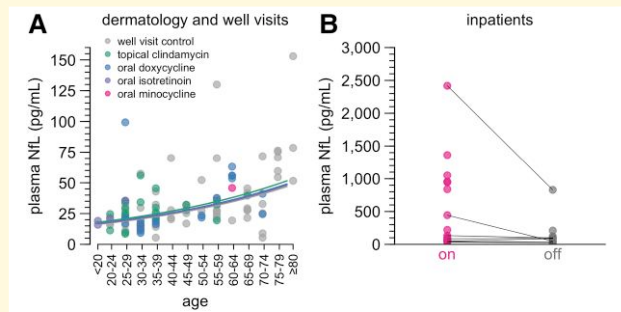 A dermatology and well visits
plasma NfL (pg/mL)
150
125
100
75
50
25
0
well visit control
topical clindamycin
oral doxycycline
oral isotretinoin
oral minocycline
<20
20-24
25-29
30-34
35-39
40-44
45-49
50-54
55-59
60-64
65-69
70-74
75-79
≥80
age
B inpatients
plasma NfL (pg/mL)
3,000
2,500
2,000
1,500
1,000
500
0
on off